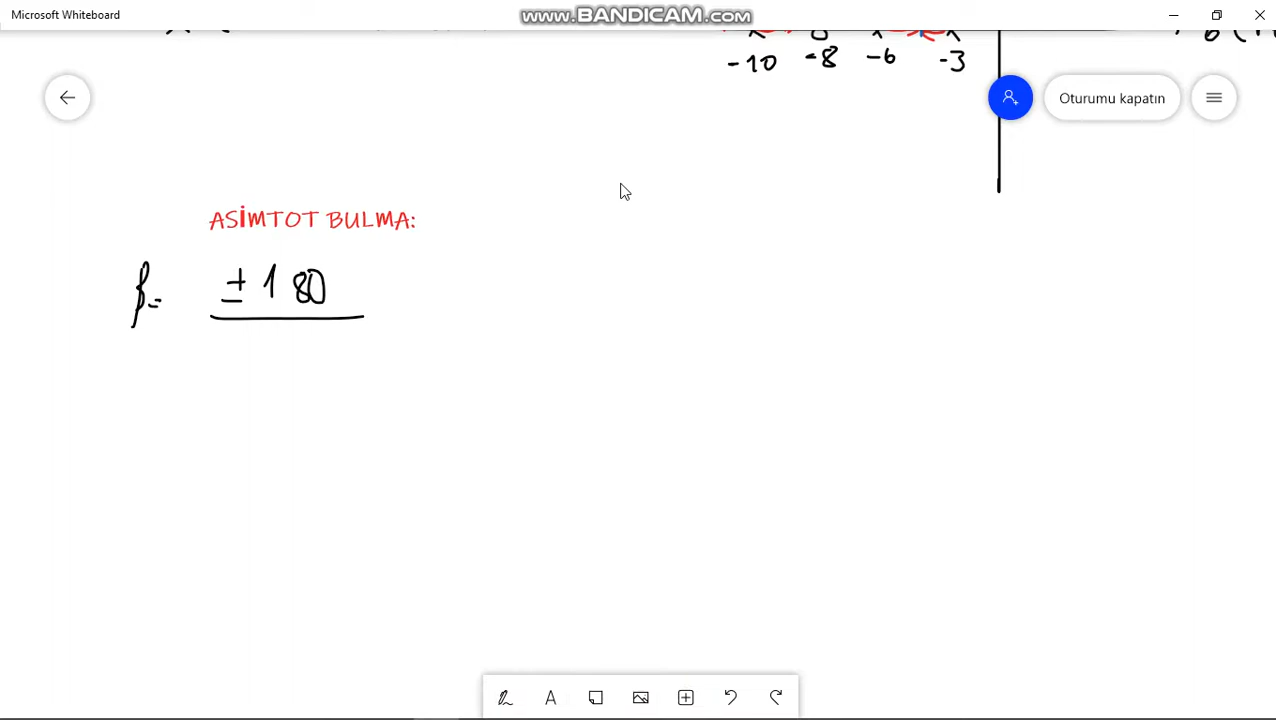 Microsoft Whiteboard
www.BANDICAM.com
-10 -8 -6 -3
Oturumu kapatın
ASİMTOT BULMA:
β= ± 180